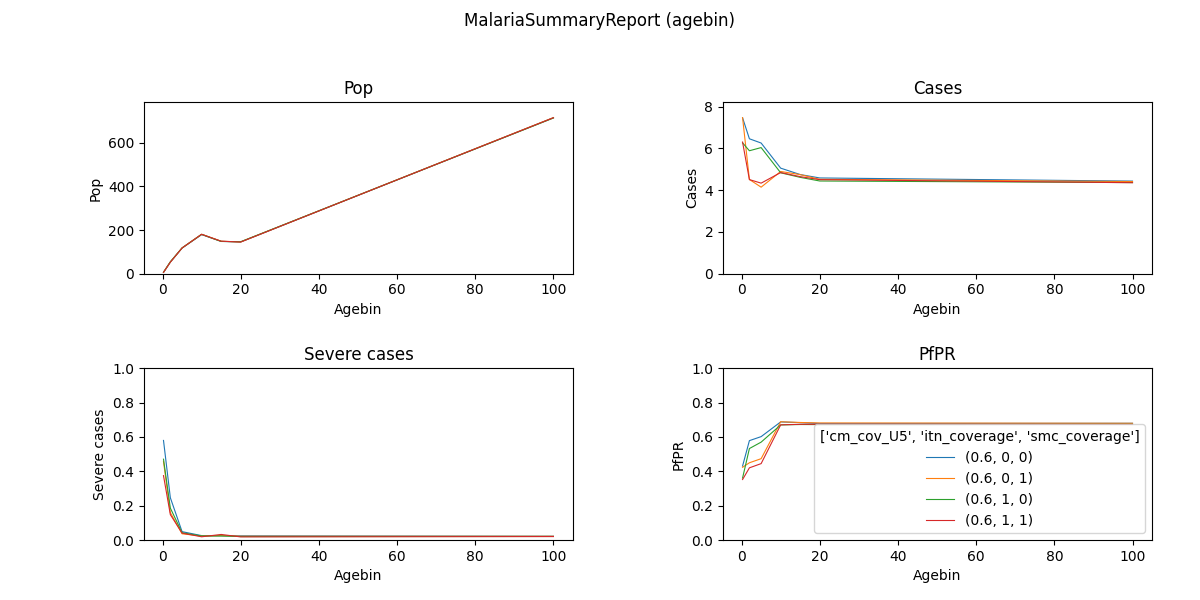 MalariaSummaryReport (agebin)
Pop
Pop
600
400
200
0
0 20 40 60 80 100
Agebin
Cases
Cases
8
6
4
2
0
0 20 40 60 80 100
Agebin
Severe cases
Severe cases
1.0
0.8
0.6
0.4
0.2
0.0
0 20 40 60 80 100
Agebin
PfPR
PfPR
1.0
0.8
0.6
0.4
0.2
0.0
['cm_cov_U5', 'itn_coverage', 'smc_coverage']
(0.6, 0, 0)
(0.6, 0, 1)
(0.6, 1, 0)
(0.6, 1, 1)
0 20 40 60 80 100
Agebin